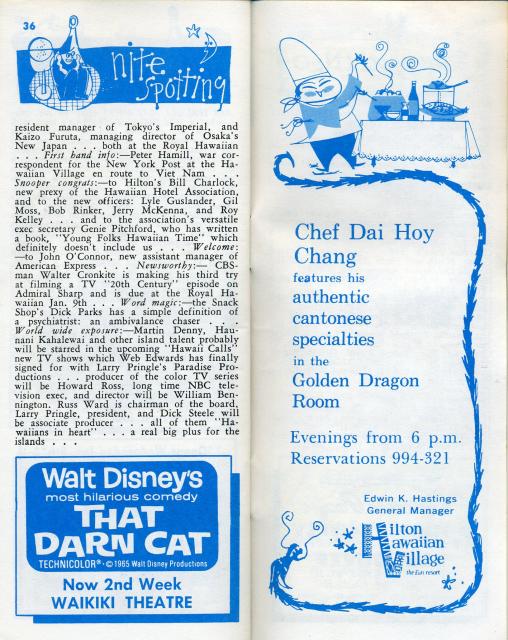 36
nite
spotting
resident manager of Tokyo's Imperial, and
Kaizo Furuta, managing director of Osaka's
New Japan . . . both at the Royal Hawaiian
. . . First hand info:—Peter Hamill, war cor-
respondent for the New York Post at the Ha-
waiian Village en route to Viet Nam . . .
Snooper congrats:—to Hilton's Bill Charlock,
new proxy of the Hawaiian Hotel Association,
and to the new officers: Lyle Guslander, Gil
Moss, Bob Rinker, Jerry McKenna, and Roy
Kelley . . . and to the association's versatile
exec secretary Genie Pitchford, who has written
a book, "Young Folks Hawaiian Time" which
definitely doesn't include us . . . Welcome:
—to John O'Connor, new assistant manager of
American Express . . . Newsworthy:— CBS-
man Walter Cronkite is making his third try
at filming a TV "20th Century" episode on
Admiral Sharp and is due at the Royal Ha-
waiian Jan. 9th . . . Word magic:—the Snack
Shop's Dick Parks has a simple definition of
a psychiatrist: an ambivalance chaser . . .
World wide exposure:—Martin Denny, Hau-
nani Kahalewai and other island talent probably
will be starred in the upcoming "Hawaii Calls"
new TV shows which Web Edwards has finally
signed for with Larry Pringle's Paradise Pro-
ductions . . . producer of the color TV series
will be Howard Ross, long time NBC tele-
vision exec, and director will be William Ben-
nington. Russ Ward is chairman of the board,
Larry Pringle, president, and Dick Steele will
be associate producer . . . all of them "Ha-
waiians in heart" . . . a real big plus for the
islands . . .
Walt Disney's
most hilarious comedy
THAT
DARN CAT
TECHNICOLOR® · ©1965 Walt Disney Productions
Now 2nd Week
WAIKIKI THEATRE
Chef Dai Hoy
Chang
features his
authentic
cantonese
specialties
in the
Golden Dragon
Room
Evenings from 6 p.m.
Reservations 994-321
Edwin K. Hastings
General Manager
Hilton
Hawaiian
Village
the fun resort